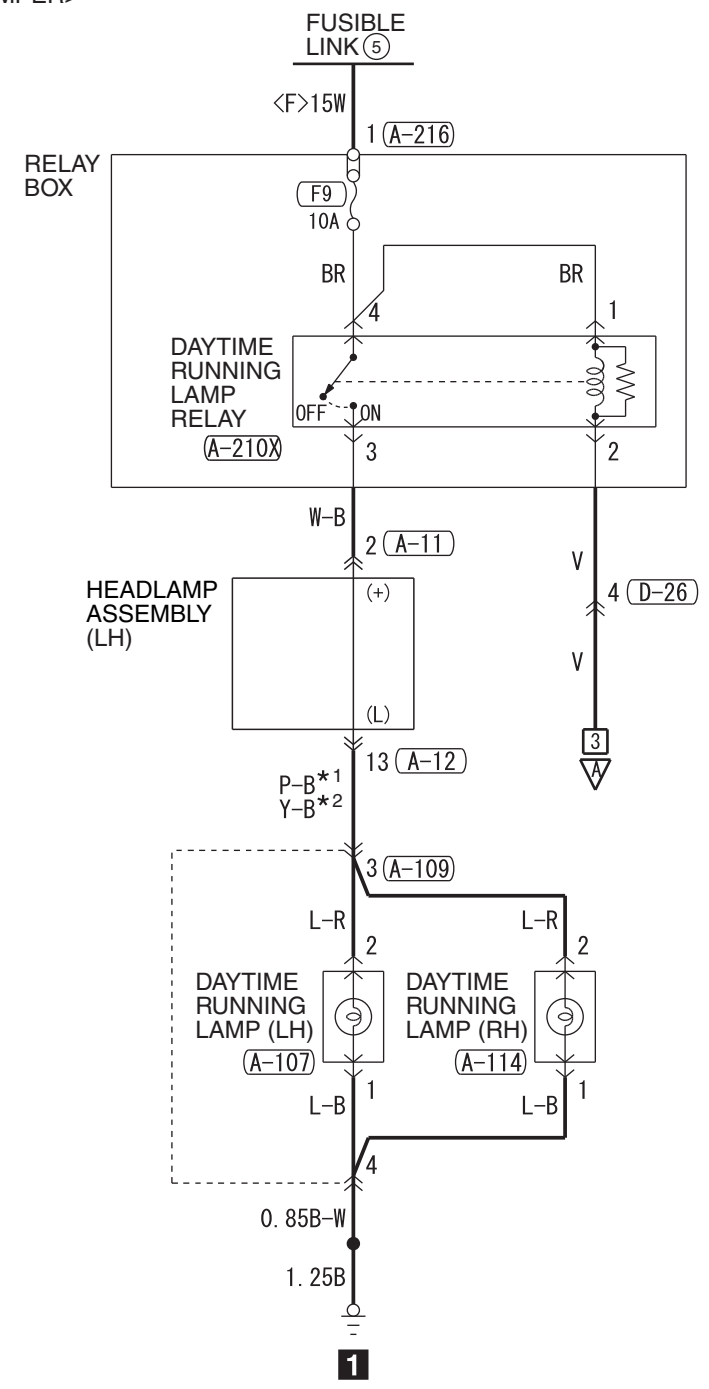 MPER>
FUSIBLE
LINK 5
<F>15W
1 A-216
RELAY
BOX
F9
10A
BR
BR
4
1
DAYTIME
RUNNING
LAMP
RELAY
OFF
ON
A-210X
3
2
W-B
2 A-11
HEADLAMP
ASSEMBLY
(LH)
(+)
V
4 D-26
V
(L)
3
A
13 A-12
P-B*1
Y-B*2
3 A-109
L-R
L-R
2
2
DAYTIME
RUNNING
LAMP (LH)
DAYTIME
RUNNING
LAMP (RH)
A-107
A-114
1
1
L-B
L-B
4
0.85B-W
1.25B
1